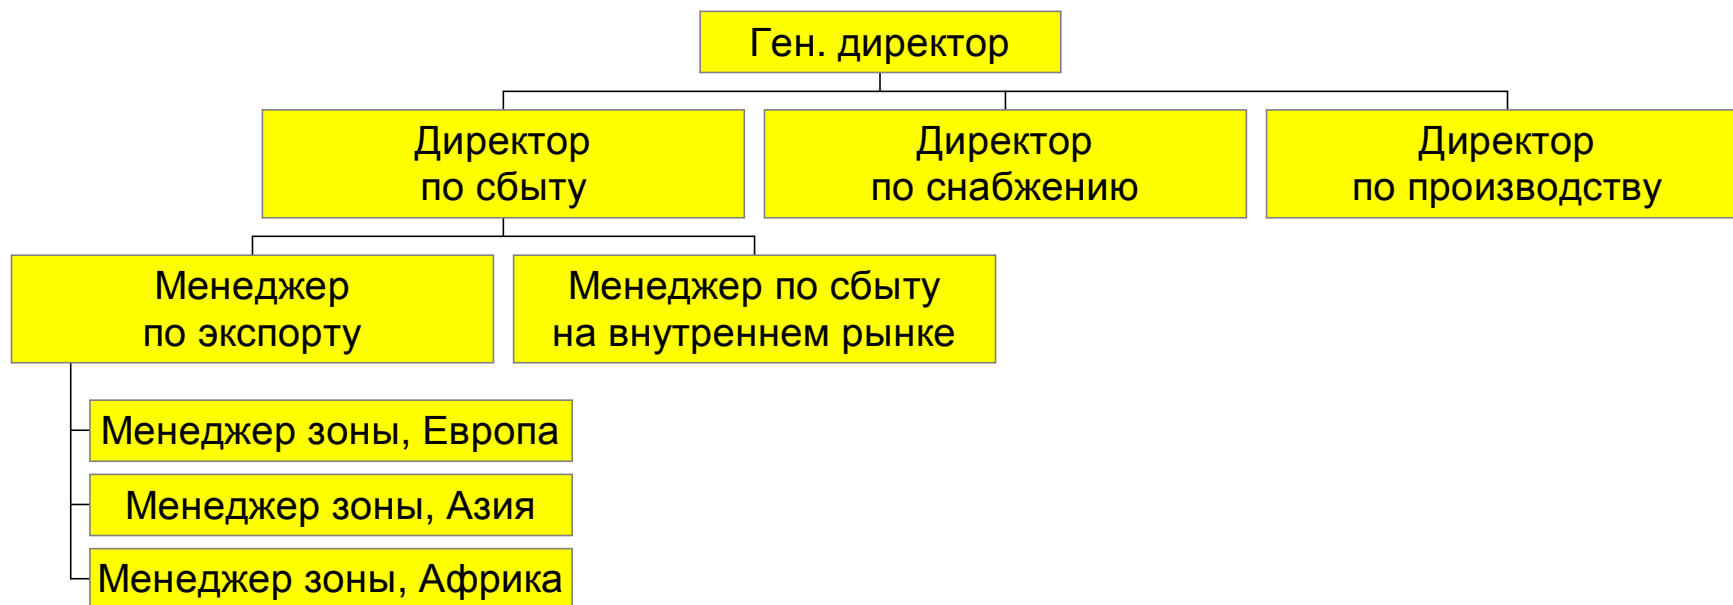 Ген. директор
Директор
по сбыту
Директор
по снабжению
Директор
по производству
Менеджер
по экспорту
Менеджер по сбыту
на внутреннем рынке
Менеджер зоны, Европа
Менеджер зоны, Азия
Менеджер зоны, Африка